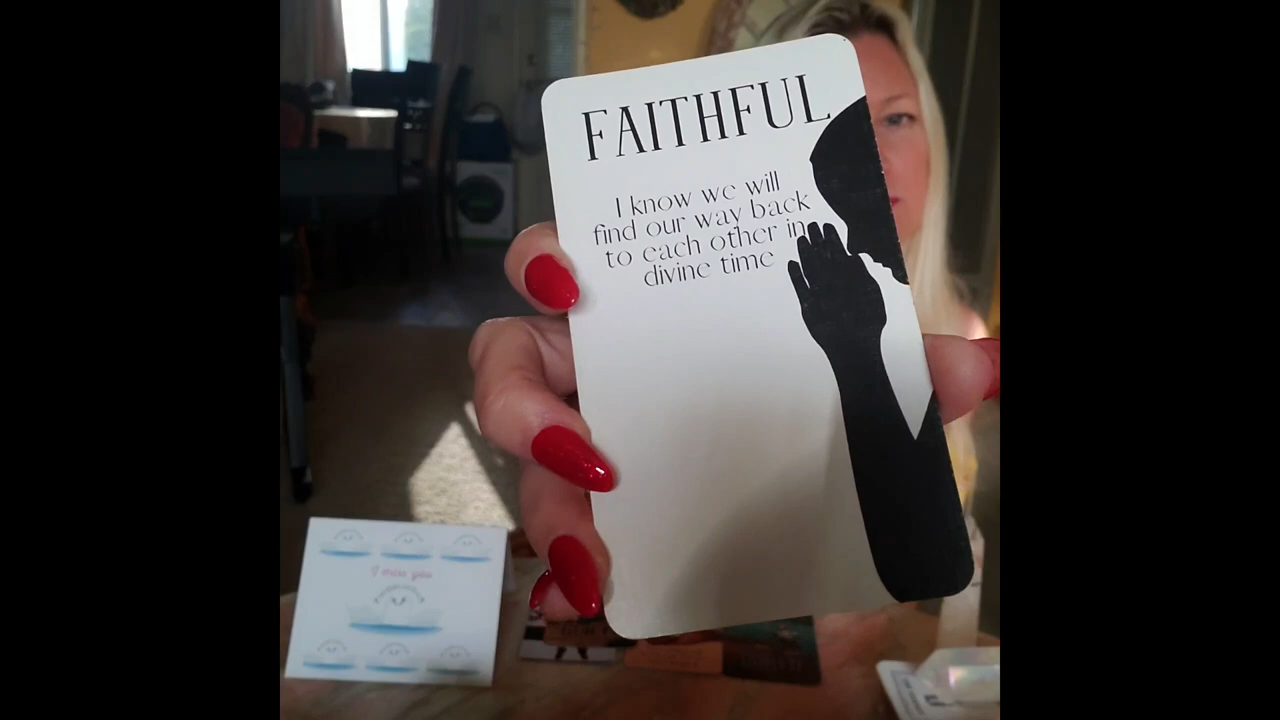 FAITHFUL
I know we will
find our way back
to each other in
divine time
I miss you